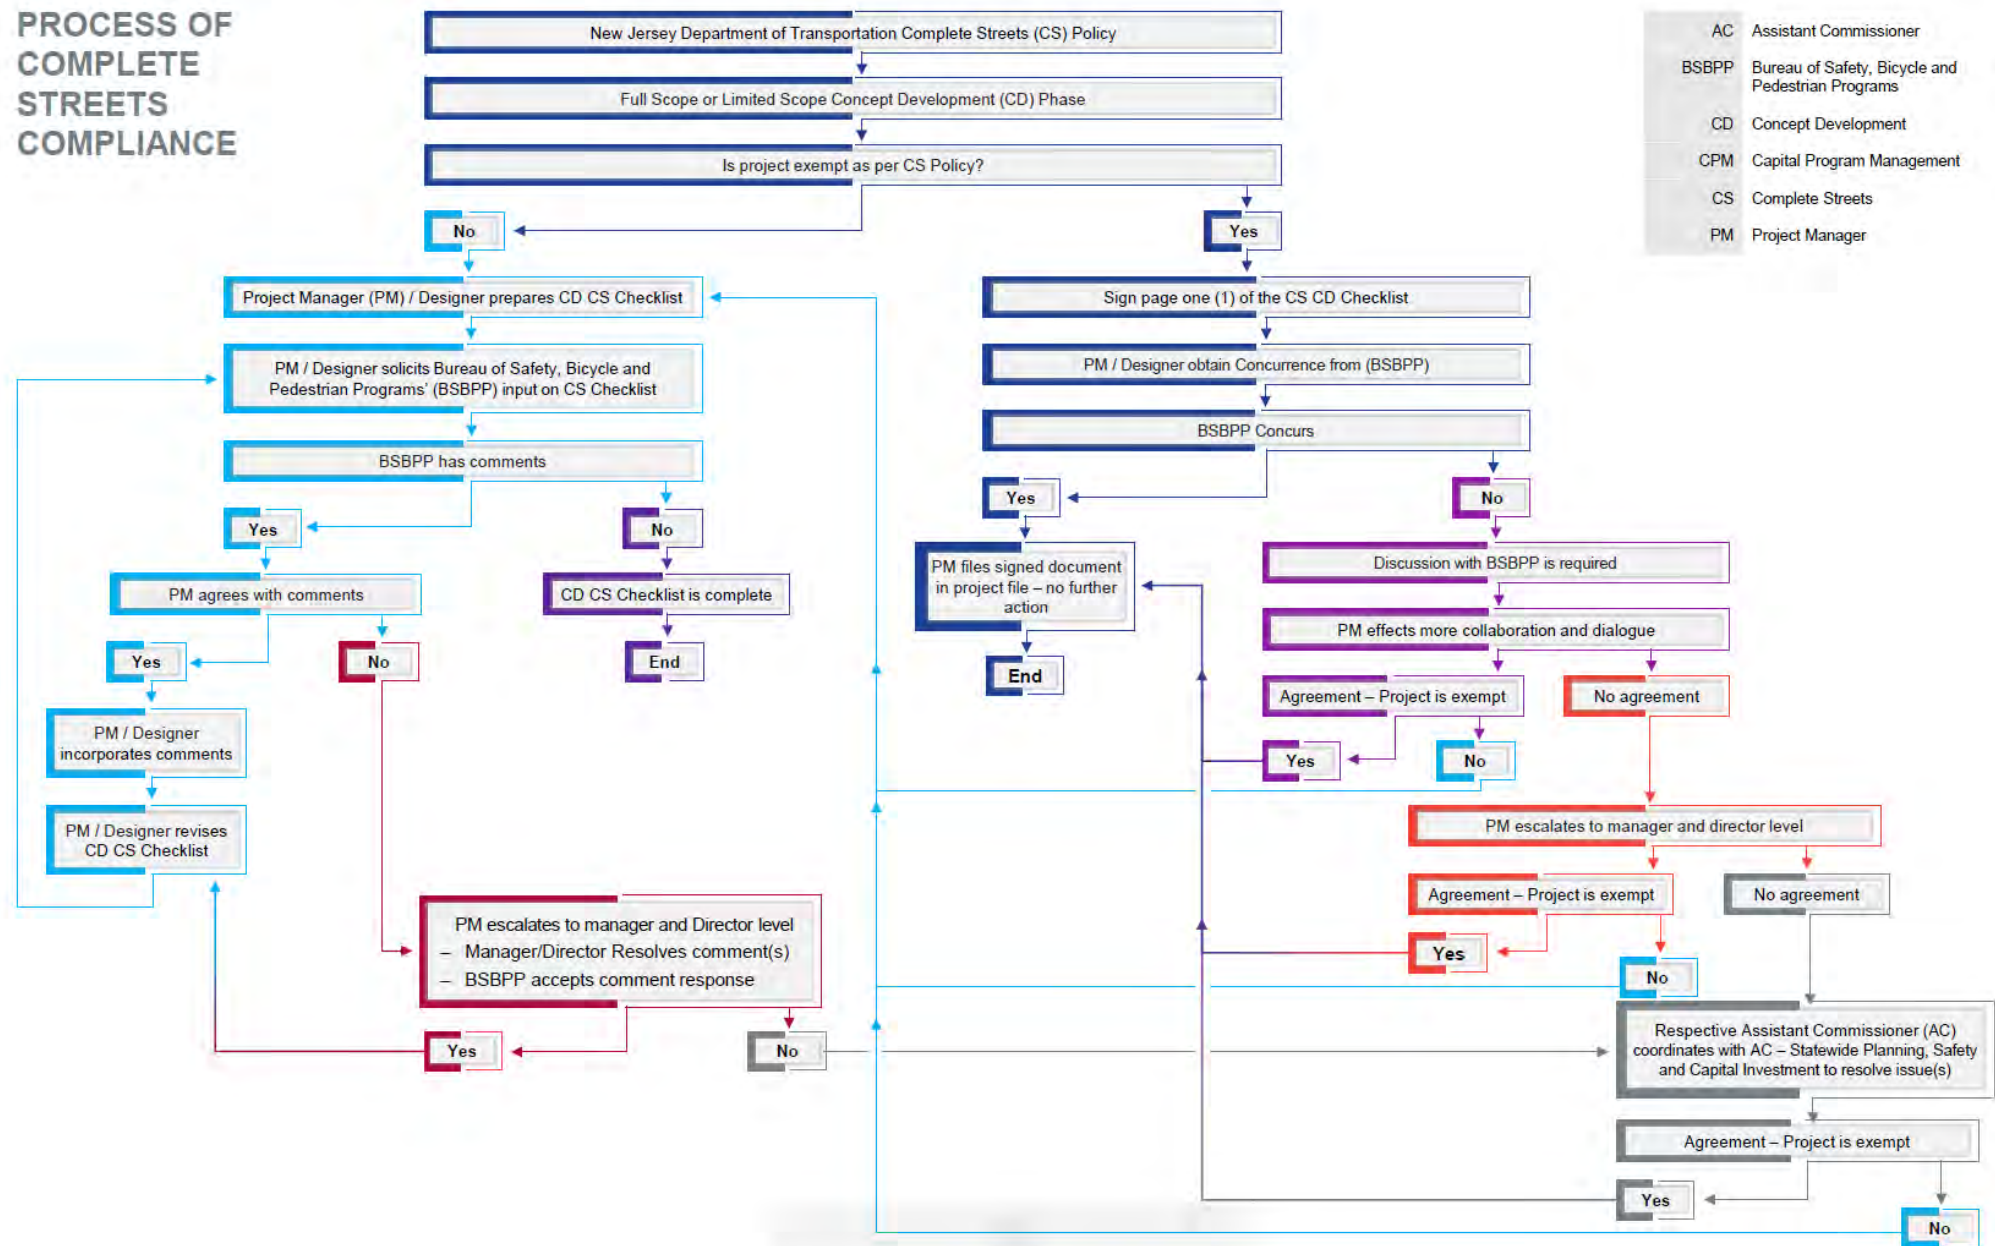 PROCESS OF
COMPLETE
STREETS
COMPLIANCE
New Jersey Department of Transportation Complete Streets (CS) Policy
Full Scope or Limited Scope Concept Development (CD) Phase
Is project exempt as per CS Policy?
AC Assistant Commissioner
BSBPP Bureau of Safety, Bicycle and
Pedestrian Programs
CD Concept Development
CPM Capital Program Management
CS Complete Streets
PM Project Manager
No
Project Manager (PM) / Designer prepares CD CS Checklist
PM / Designer solicits Bureau of Safety, Bicycle and
Pedestrian Programs' (BSBPP) input on CS Checklist
BSBPP has comments
Yes
No
PM agrees with comments
CD CS Checklist is complete
Yes
No
End
PM / Designer
incorporates comments
PM / Designer revises
CD CS Checklist
PM escalates to manager and Director level
– Manager/Director Resolves comment(s)
– BSBPP accepts comment response
Yes
No
Yes
Sign page one (1) of the CS CD Checklist
PM / Designer obtain Concurrence from (BSBPP)
BSBPP Concurs
Yes
No
PM files signed document
in project file – no further
action
End
Discussion with BSBPP is required
PM effects more collaboration and dialogue
Agreement – Project is exempt
No agreement
Yes
No
PM escalates to manager and director level
Agreement – Project is exempt
No agreement
Yes
No
Respective Assistant Commissioner (AC)
coordinates with AC – Statewide Planning, Safety
and Capital Investment to resolve issue(s)
Agreement – Project is exempt
Yes
No